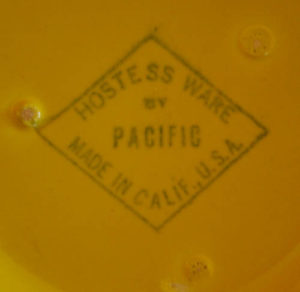 HOSTESS WARE
BY
PACIFIC
MADE IN CALIF., U.S.A.